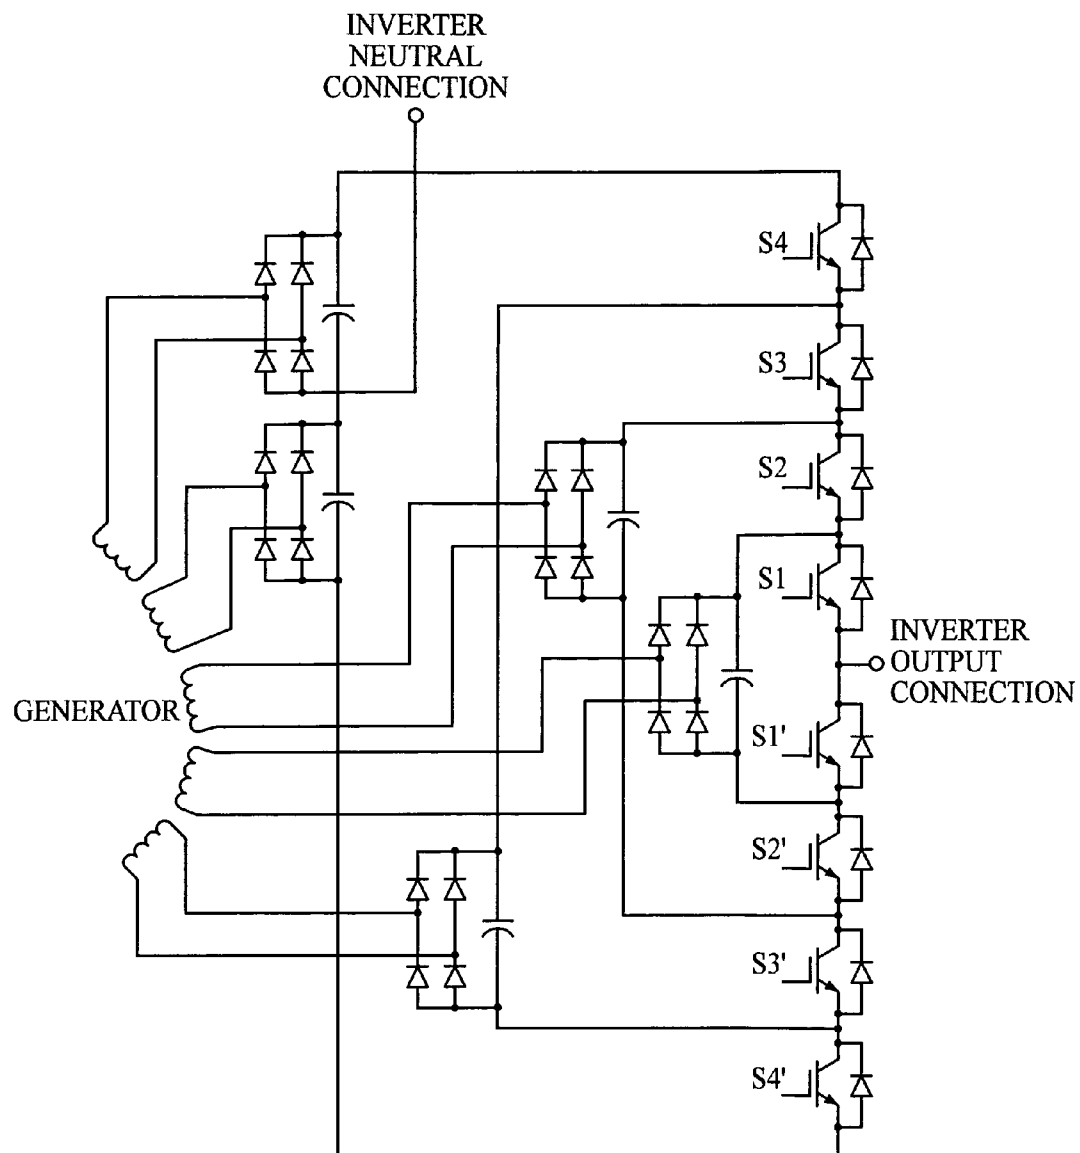 INVERTER
NEUTRAL
CONNECTION
S4
S3
S2
S1
INVERTER
OUTPUT
CONNECTION
GENERATOR
S1'
S2'
S3'
S4'